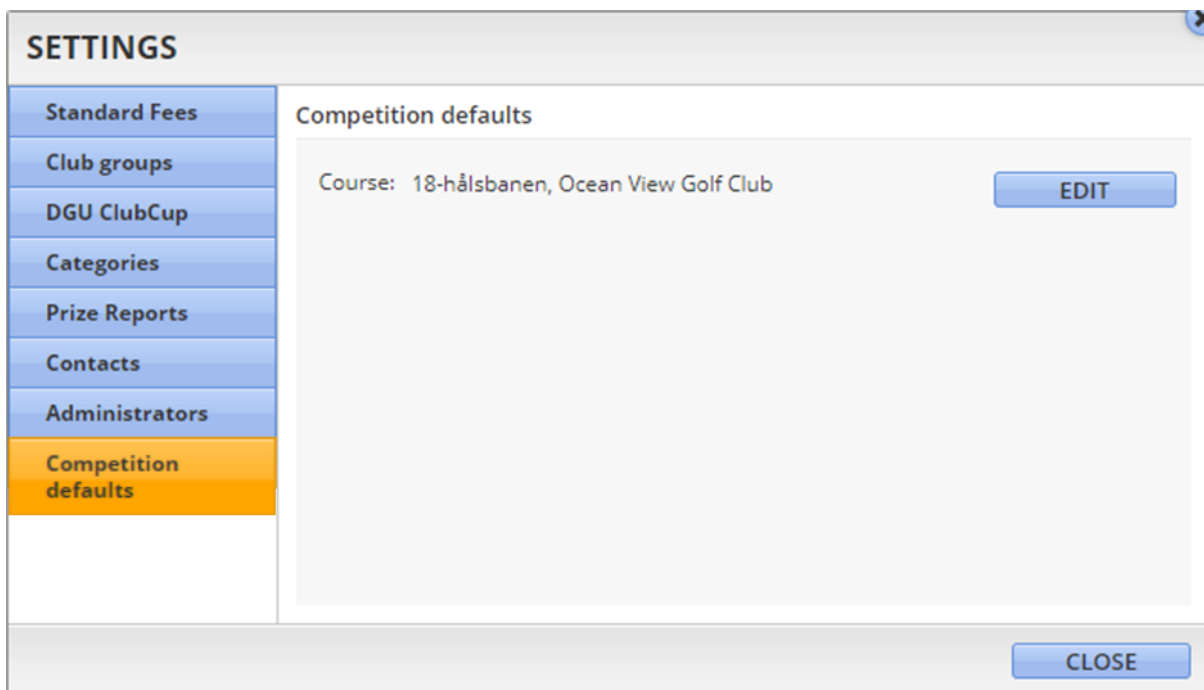 SETTINGS
Standard Fees
Club groups
DGU ClubCup
Categories
Prize Reports
Contacts
Administrators
Competition
defaults
Competition defaults
Course: 18-hålsbanen, Ocean View Golf Club
EDIT
CLOSE